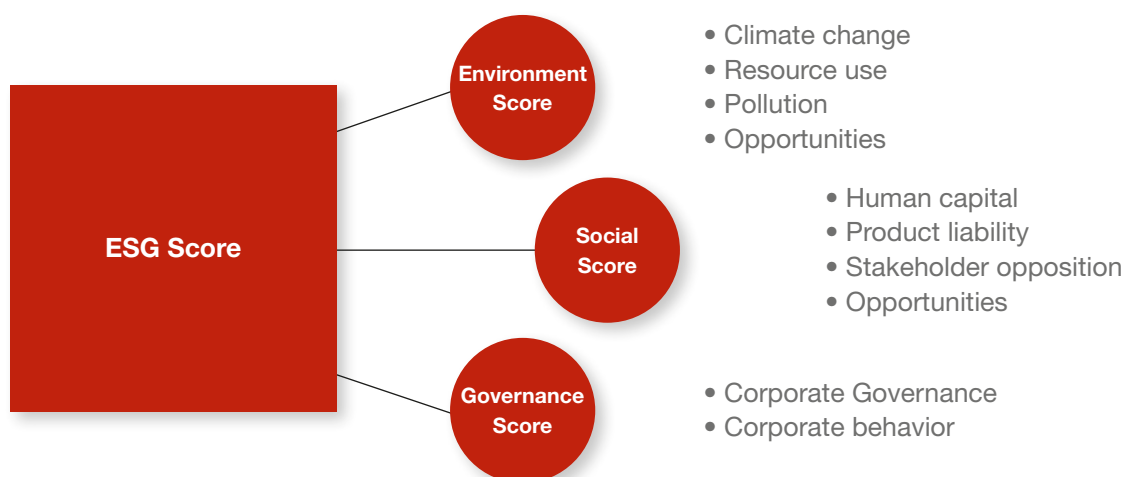 ESG Score
Environment
Score
• Climate change
• Resource use
• Pollution
• Opportunities
Social
Score
• Human capital
• Product liability
• Stakeholder opposition
• Opportunities
Governance
Score
• Corporate Governance
• Corporate behavior